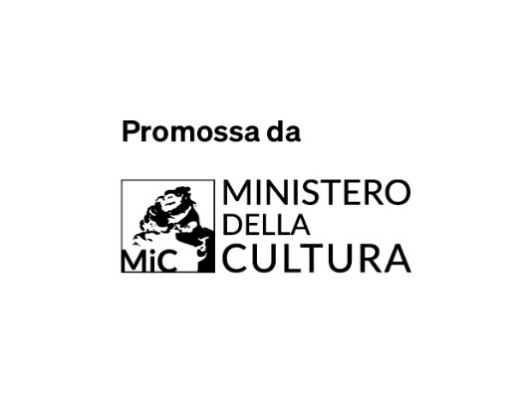 Promossa da
MiC
MINISTERO
DELLA
CULTURA